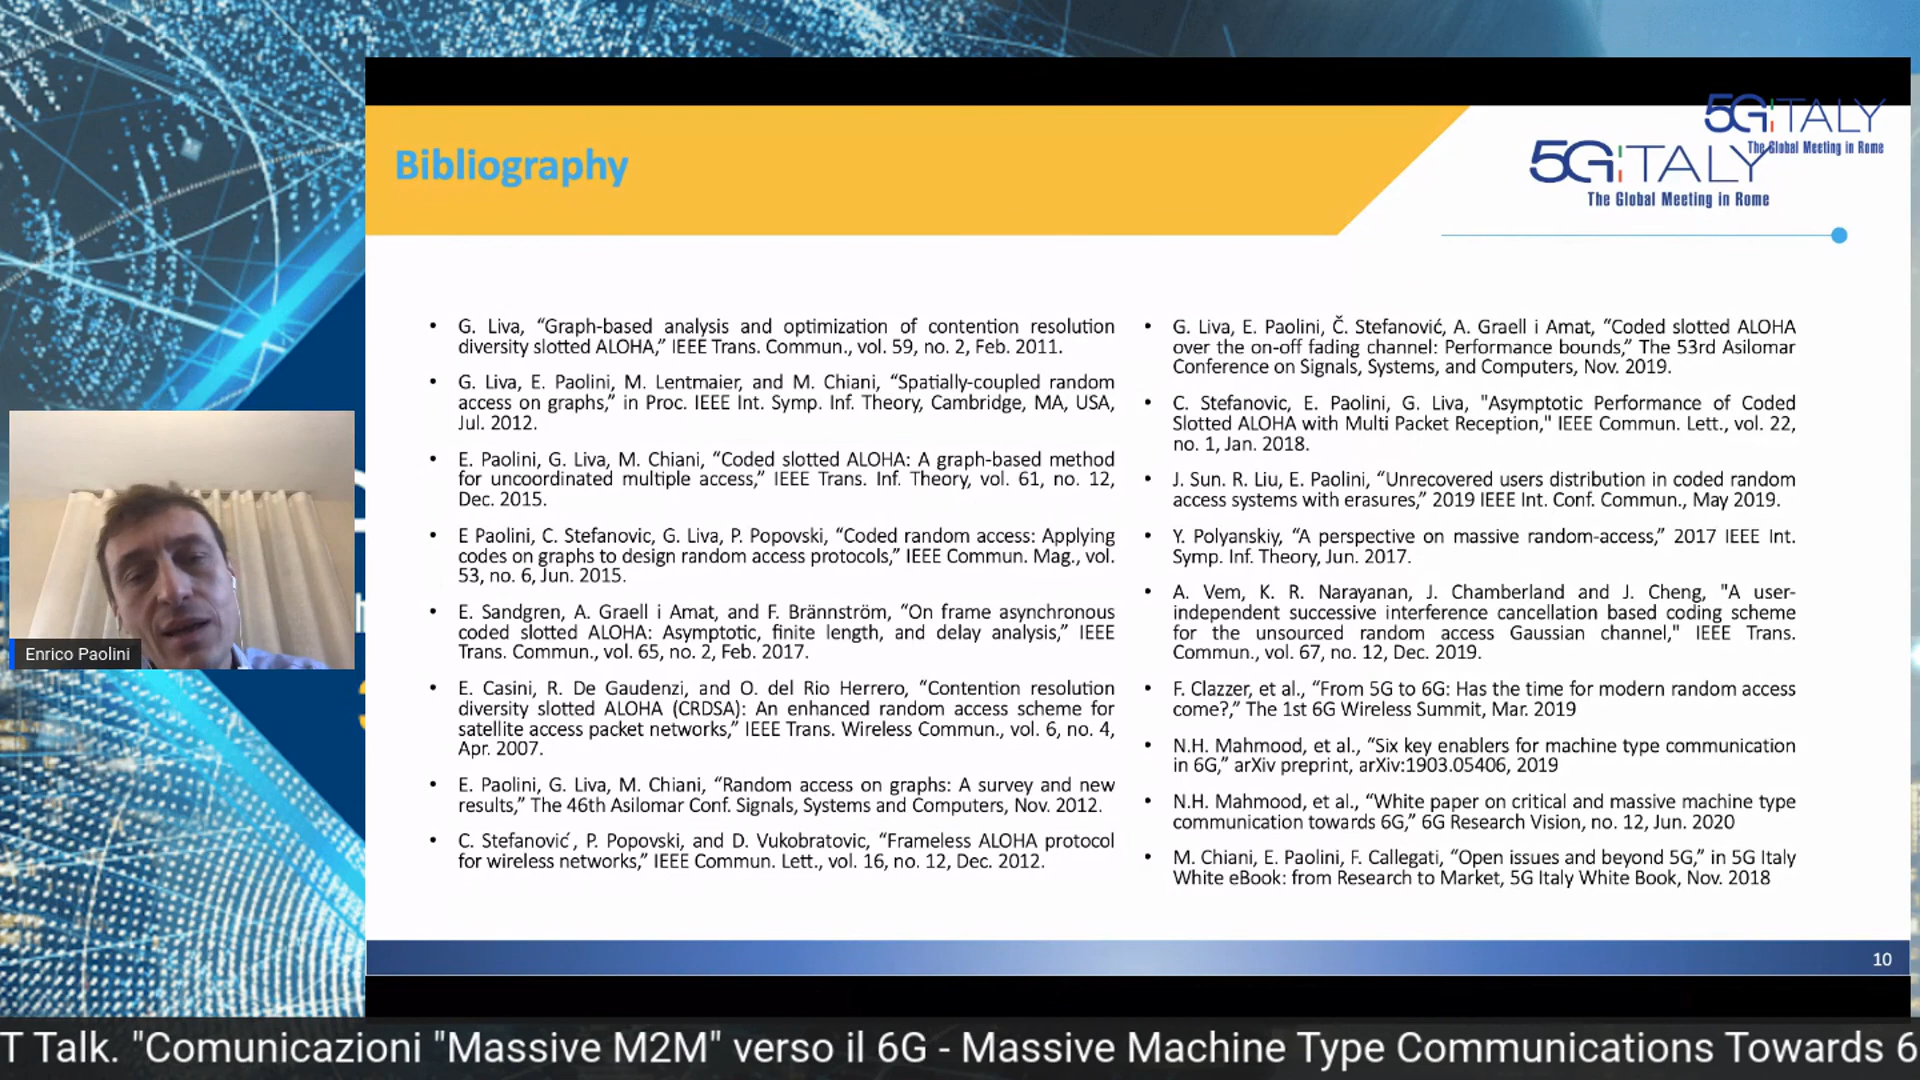 Bibliography
5G ITALY
The Global Meeting in Rome
5G ITALY
The Global Meeting in Rome
• G. Liva, “Graph-based analysis and optimization of contention resolution
diversity slotted ALOHA,” IEEE Trans. Commun., vol. 59, no. 2, Feb. 2011.
• G. Liva, E. Paolini, M. Lentmaier, and M. Chiani, “Spatially-coupled random
access on graphs,” in Proc. IEEE Int. Symp. Inf. Theory, Cambridge, MA, USA,
Jul. 2012.
• E. Paolini, G. Liva, M. Chiani, “Coded slotted ALOHA: A graph-based method
for uncoordinated multiple access,” IEEE Trans. Inf. Theory, vol. 61, no. 12,
Dec. 2015.
• E Paolini, C. Stefanovic, G. Liva, P. Popovski, “Coded random access: Applying
codes on graphs to design random access protocols,” IEEE Commun. Mag., vol.
53, no. 6, Jun. 2015.
• E. Sandgren, A. Graell i Amat, and F. Brännström, “On frame asynchronous
coded slotted ALOHA: Asymptotic, finite length, and delay analysis,” IEEE
Trans. Commun., vol. 65, no. 2, Feb. 2017.
• E. Casini, R. De Gaudenzi, and O. del Rio Herrero, “Contention resolution
diversity slotted ALOHA (CRDSA): An enhanced random access scheme for
satellite access packet networks,” IEEE Trans. Wireless Commun., vol. 6, no. 4,
Apr. 2007.
• E. Paolini, G. Liva, M. Chiani, “Random access on graphs: A survey and new
results,” The 46th Asilomar Conf. Signals, Systems and Computers, Nov. 2012.
• C. Stefanović, P. Popovski, and D. Vukobratovic, “Frameless ALOHA protocol
for wireless networks,” IEEE Commun. Lett., vol. 16, no. 12, Dec. 2012.
• G. Liva, E. Paolini, Č. Stefanović, A. Graell i Amat, “Coded slotted ALOHA
over the on-off fading channel: Performance bounds,” The 53rd Asilomar
Conference on Signals, Systems, and Computers, Nov. 2019.
• C. Stefanovic, E. Paolini, G. Liva, "Asymptotic Performance of Coded
Slotted ALOHA with Multi Packet Reception," IEEE Commun. Lett., vol. 22,
no. 1, Jan. 2018.
• J. Sun. R. Liu, E. Paolini, “Unrecovered users distribution in coded random
access systems with erasures,” 2019 IEEE Int. Conf. Commun., May 2019.
• Y. Polyanskiy, “A perspective on massive random-access,” 2017 IEEE Int.
Symp. Inf. Theory, Jun. 2017.
• A. Vem, K. R. Narayanan, J. Chamberland and J. Cheng, "A user-
independent successive interference cancellation based coding scheme
for the unsourced random access Gaussian channel," IEEE Trans.
Commun., vol. 67, no. 12, Dec. 2019.
• F. Clazzer, et al., “From 5G to 6G: Has the time for modern random access
come?,” The 1st 6G Wireless Summit, Mar. 2019
• N.H. Mahmood, et al., “Six key enablers for machine type communication
in 6G,” arXiv preprint, arXiv:1903.05406, 2019
• N.H. Mahmood, et al., “White paper on critical and massive machine type
communication towards 6G,” 6G Research Vision, no. 12, Jun. 2020
• M. Chiani, E. Paolini, F. Callegati, “Open issues and beyond 5G,” in 5G Italy
White eBook: from Research to Market, 5G Italy White Book, Nov. 2018
Enrico Paolini
10
T Talk. "Comunicazioni "Massive M2M" verso il 6G - Massive Machine Type Communications Towards 6